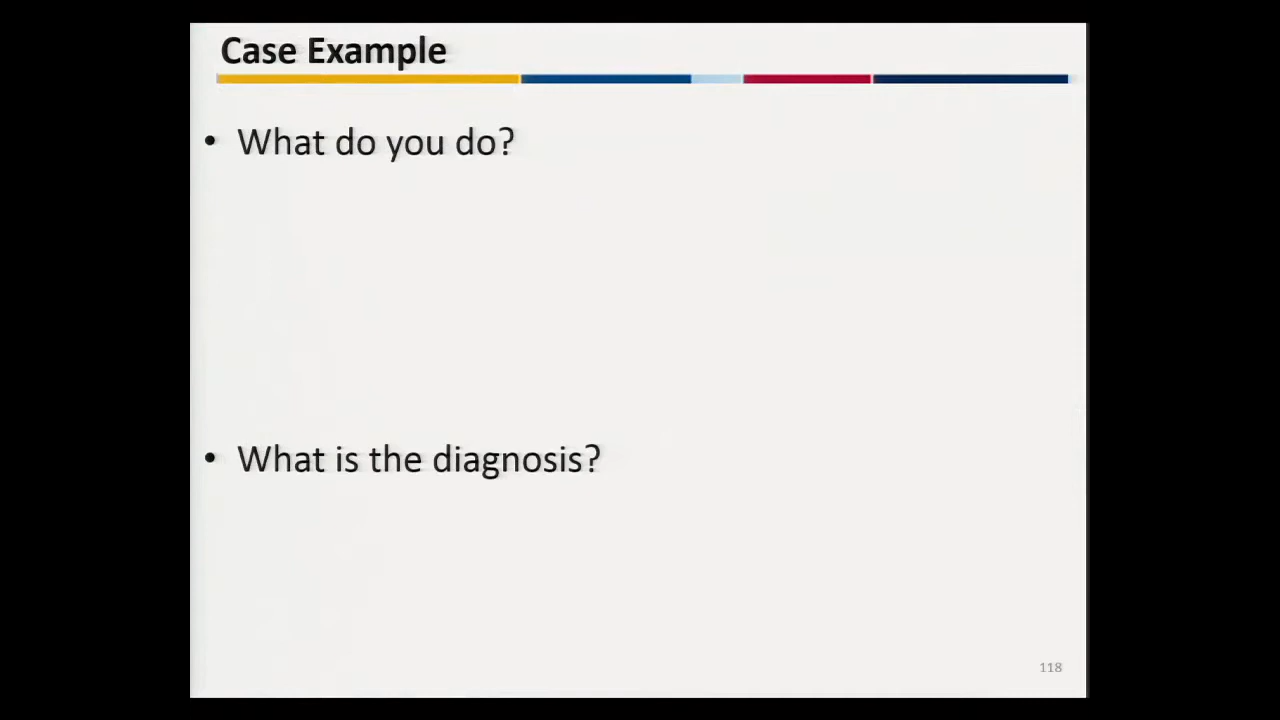 Case Example
• What do you do?
• What is the diagnosis?
118